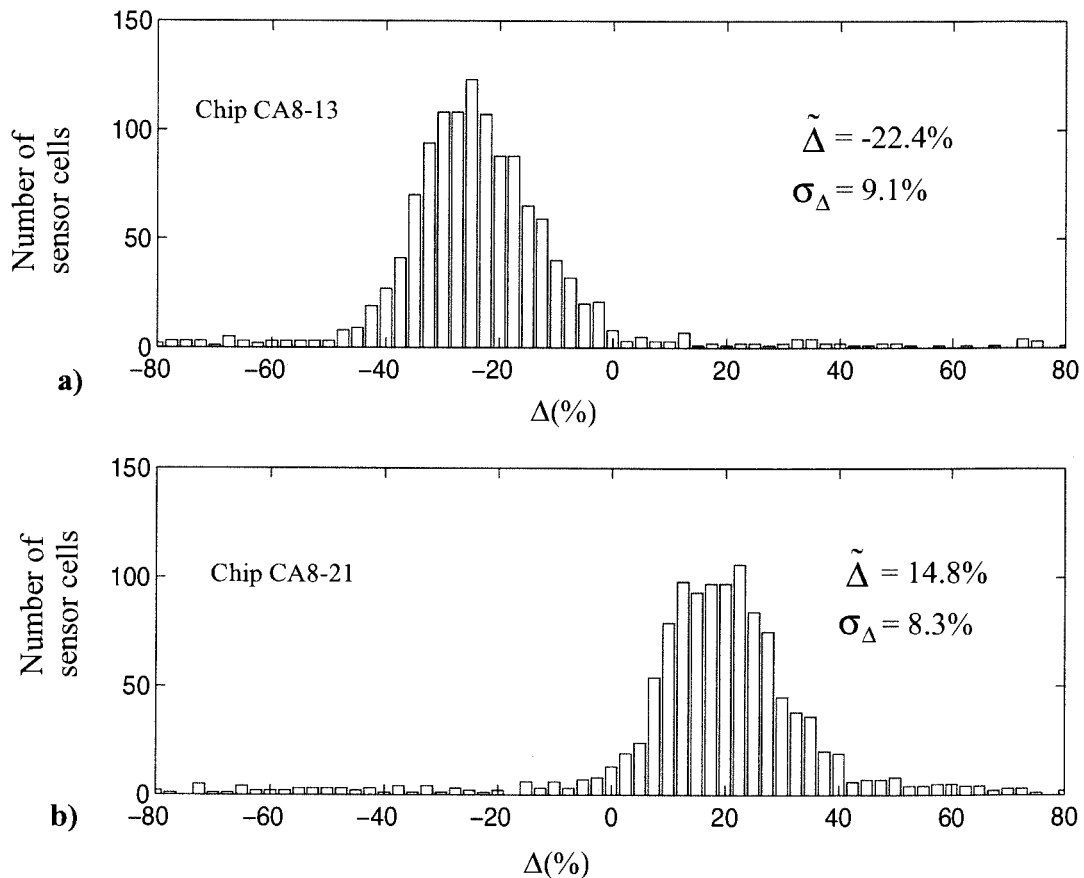 150
100
50
0
Number of
sensor cells
Chip CA8-13
Δ̃ = -22.4%
σ_Δ = 9.1%
−80 −60 −40 −20 0 20 40 60 80
a)
Δ(%)
150
100
50
0
Number of
sensor cells
Chip CA8-21
Δ̃ = 14.8%
σ_Δ = 8.3%
−80 −60 −40 −20 0 20 40 60 80
b)
Δ(%)